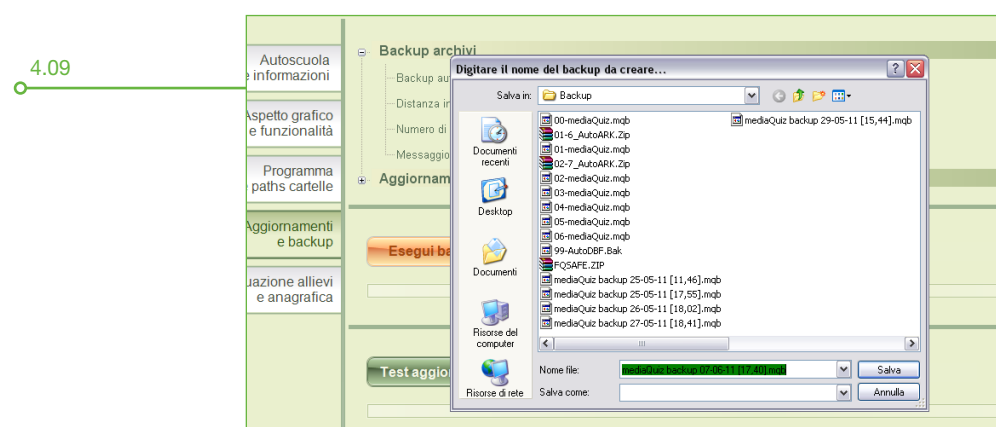 4.09
Autoscuola
e informazioni
Aspetto grafico
e funzionalità
Programma
paths cartelle
Aggiornamenti
e backup
uazione allievi
e anagrafica
Backup archivi
Backup au
Distanza in
Numero di
Messaggio
Aggiornam
Esegui ba
Test aggior
Digitare il nome del backup da creare...
Salva in:
Backup
Documenti
recenti
Desktop
Documenti
Risorse del
computer
Risorse di rete
00-mediaQuiz.mqb
01-6_AutoARK.Zip
01-mediaQuiz.mqb
02-7_AutoARK.Zip
02-mediaQuiz.mqb
03-mediaQuiz.mqb
04-mediaQuiz.mqb
05-mediaQuiz.mqb
06-mediaQuiz.mqb
99-AutoDBF.Bak
FQSAFE.ZIP
mediaQuiz backup 25-05-11 [11,46].mqb
mediaQuiz backup 25-05-11 [17,55].mqb
mediaQuiz backup 26-05-11 [18,02].mqb
mediaQuiz backup 27-05-11 [18,41].mqb
mediaQuiz backup 29-05-11 [15,44].mqb
Nome file:
mediaQuiz backup 07-06-11 [17,40].mqb
Salva
Salva come:
Annulla